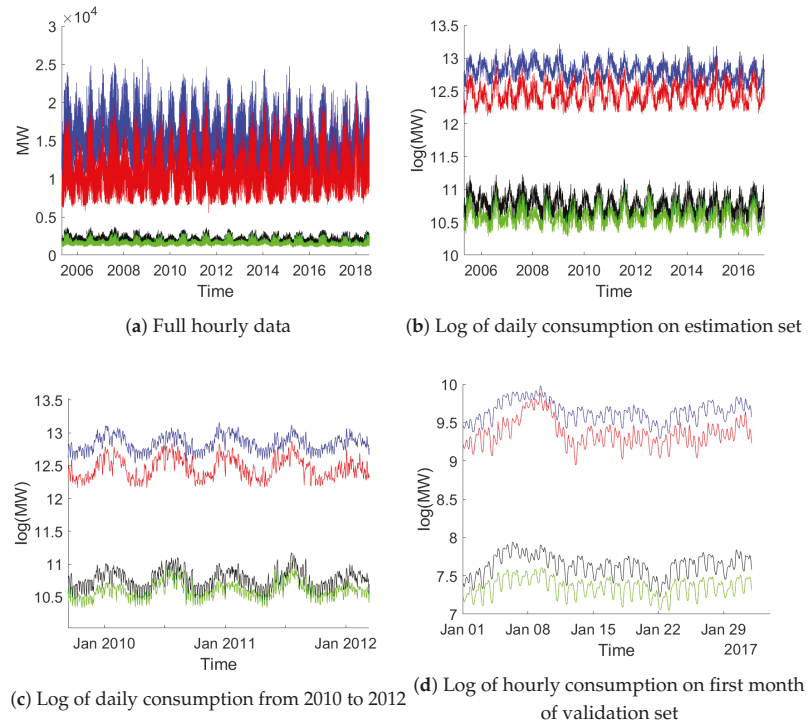 ×10⁴
3
2.5
2
1.5
1
0.5
0
MW
2006 2008 2010 2012 2014 2016 2018
Time
(a) Full hourly data
13.5
13
12.5
12
11.5
11
10.5
10
log(MW)
2006 2008 2010 2012 2014 2016
Time
(b) Log of daily consumption on estimation set
13.5
13
12.5
12
11.5
11
10.5
log(MW)
Jan 2010 Jan 2011 Jan 2012
Time
(c) Log of daily consumption from 2010 to 2012
10
9.5
9
8.5
8
7.5
7
log(MW)
Jan 01 Jan 08 Jan 15 Jan 22 Jan 29
Time 2017
(d) Log of hourly consumption on first month
of validation set